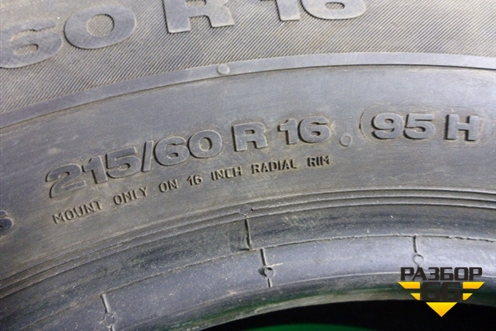 60 R 16
215/60 R 16 (95 H
MOUNT ONLY ON 16 INCH RADIAL RIM.
РАЗБОР